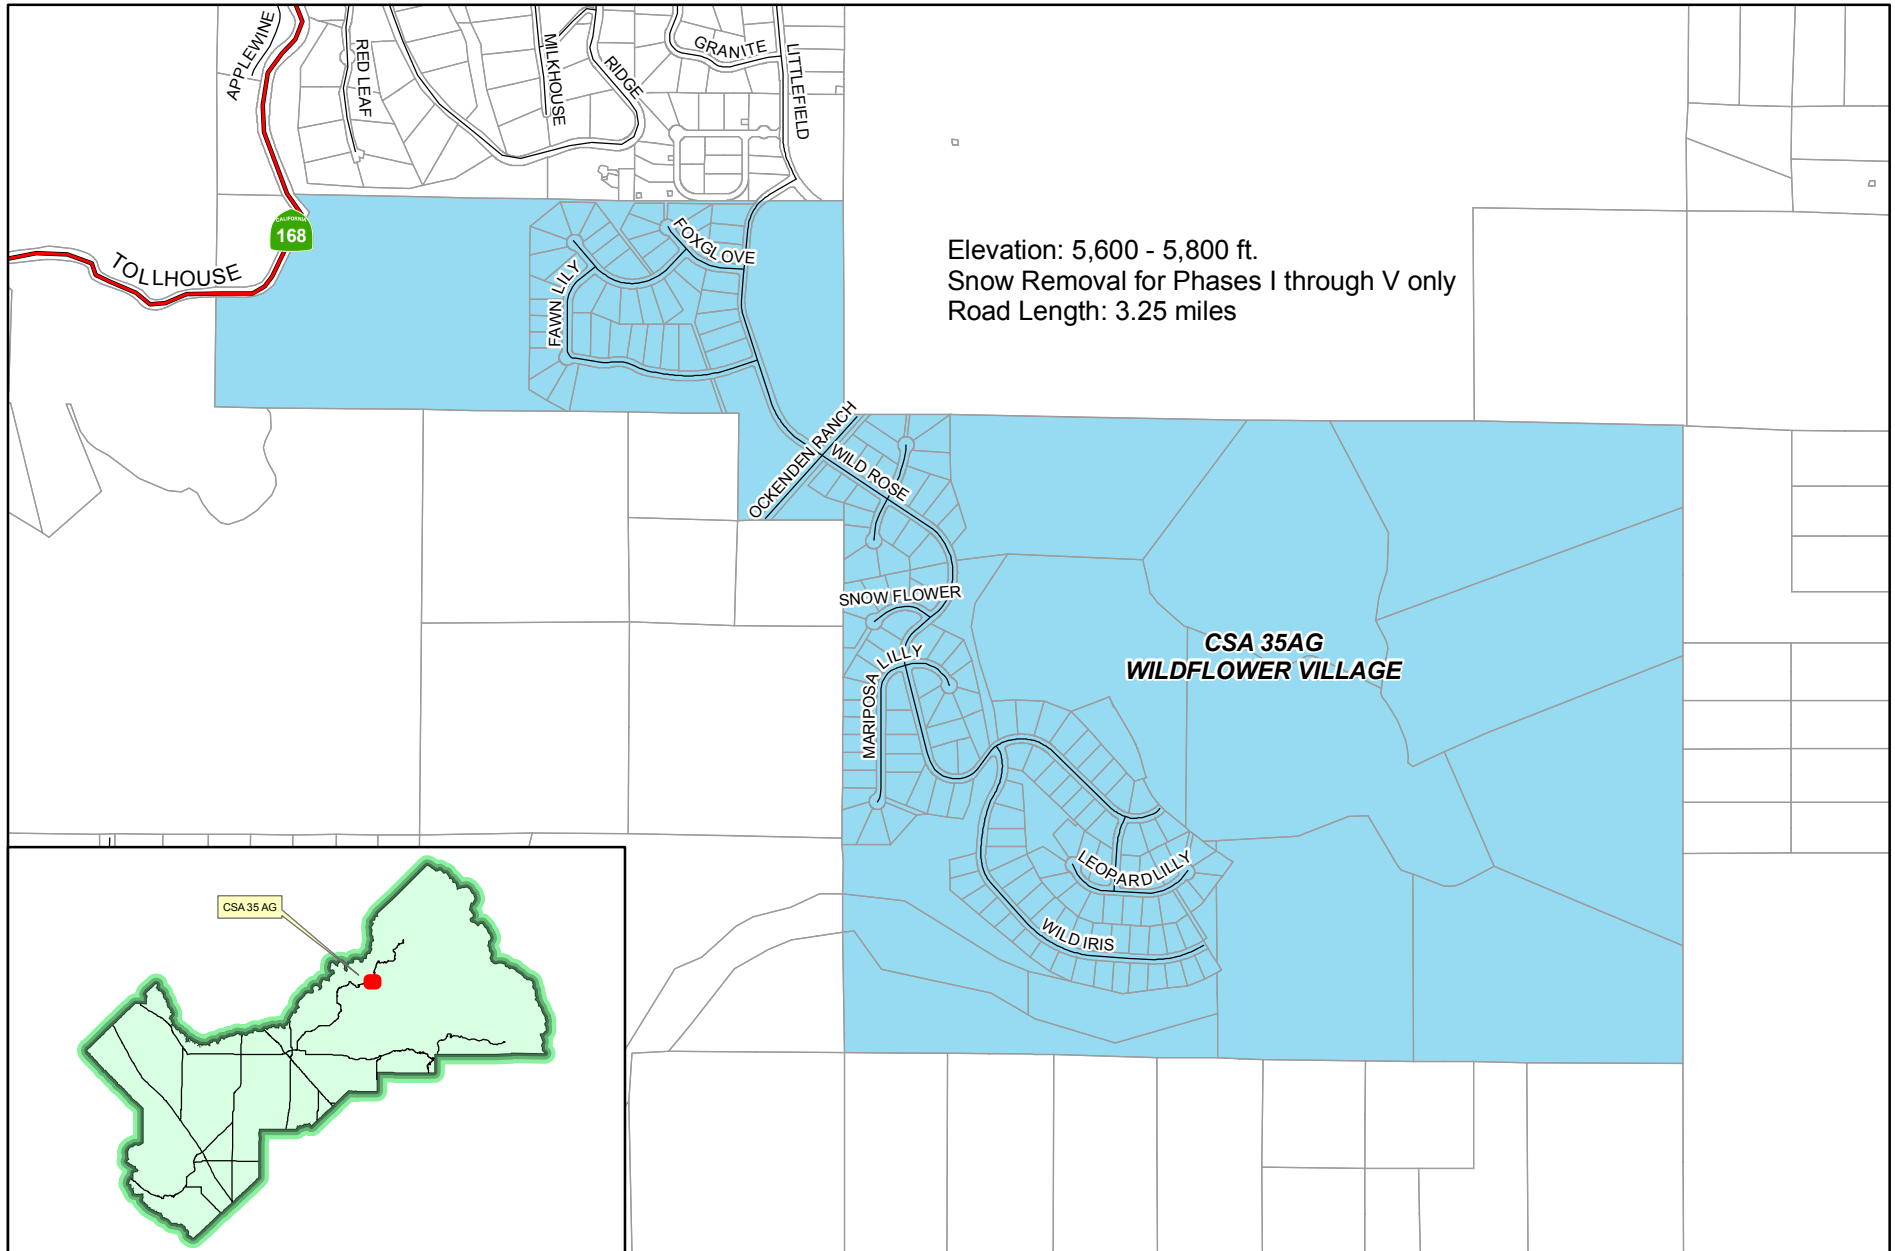 APPLEWINE
RED LEAF
MILKHOUSE
RIDGE
GRANITE
LITTLEFIELD
CALIFORNIA
168
TOLLHOUSE
FOXGLOVE
FAWN LILY
Elevation: 5,600 - 5,800 ft.
Snow Removal for Phases I through V only
Road Length: 3.25 miles
OCKENDEN RANCH
WILD ROSE
SNOW FLOWER
MARIPOSA LILLY
CSA 35AG
WILDFLOWER VILLAGE
LEOPARD LILLY
WILD IRIS
CSA 35 AG